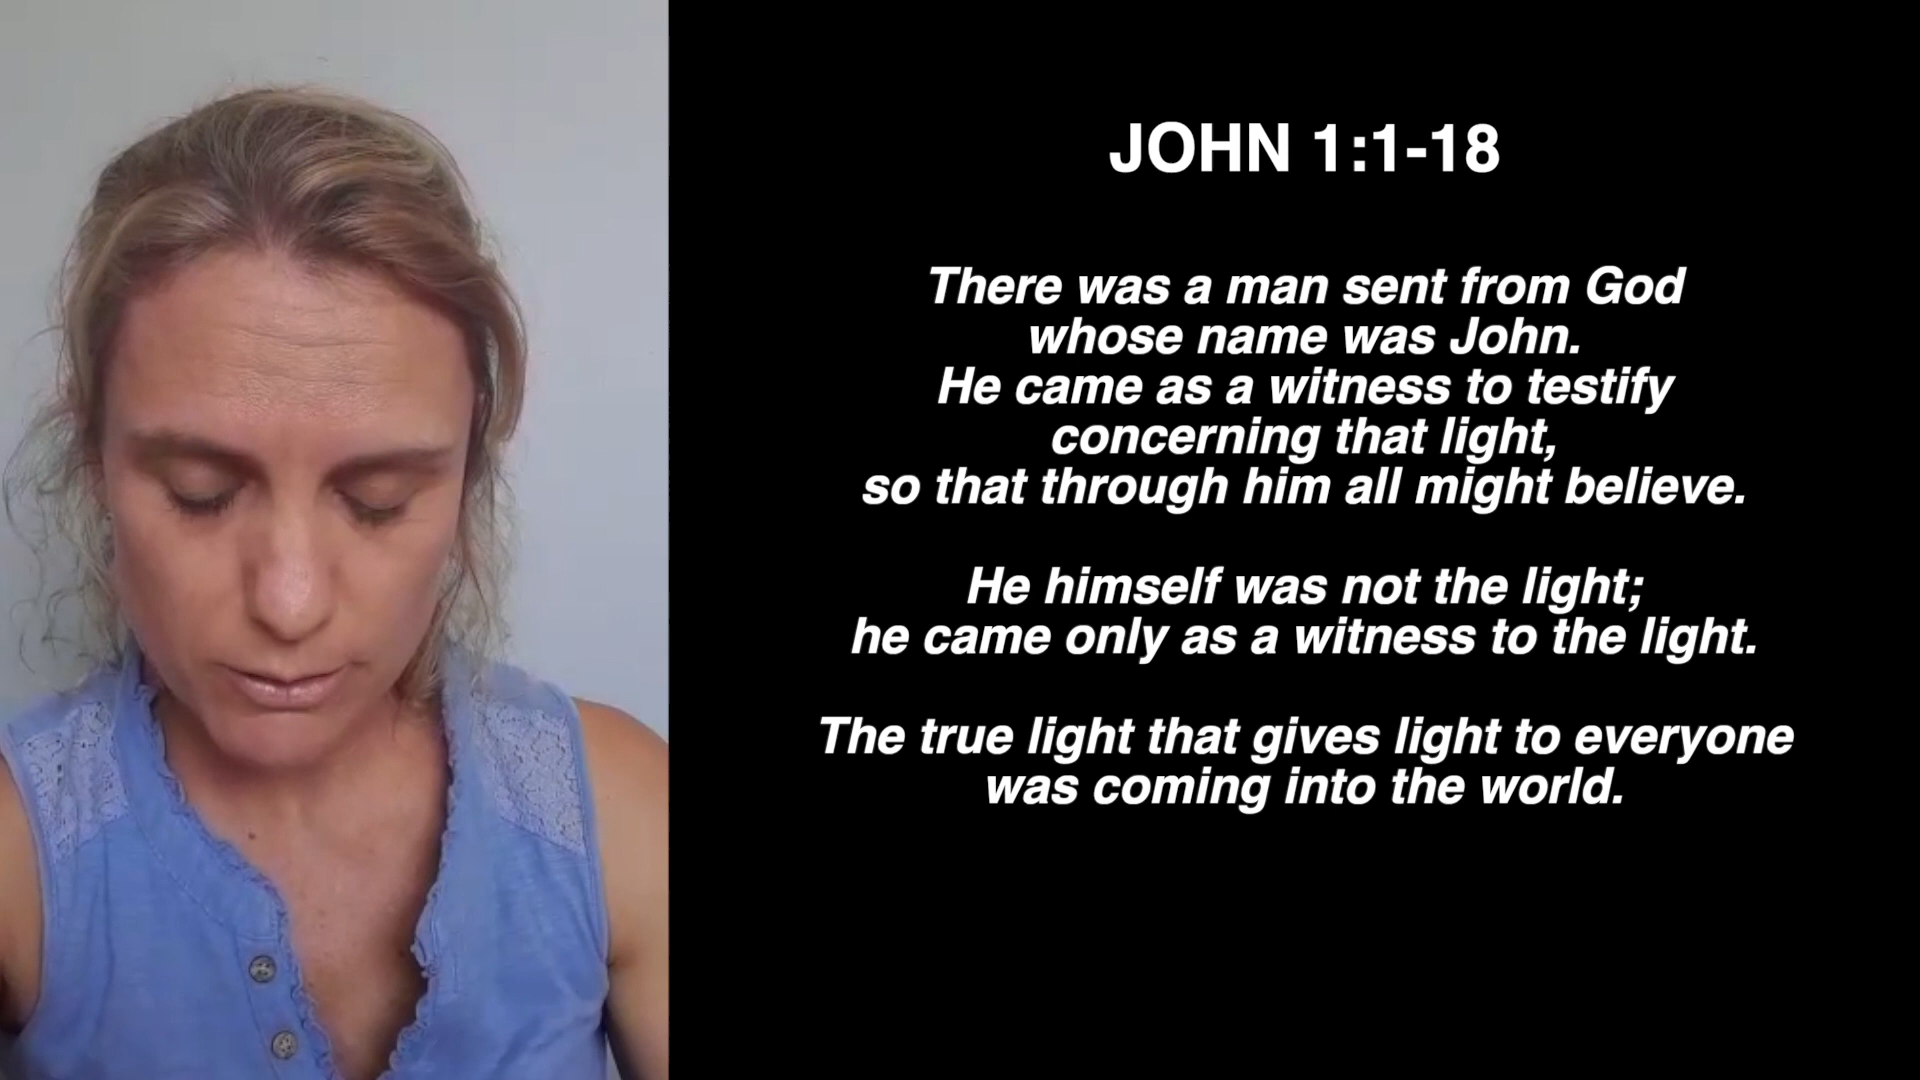 JOHN 1:1-18
There was a man sent from God
whose name was John.
He came as a witness to testify
concerning that light,
so that through him all might believe.
He himself was not the light;
he came only as a witness to the light.
The true light that gives light to everyone
was coming into the world.